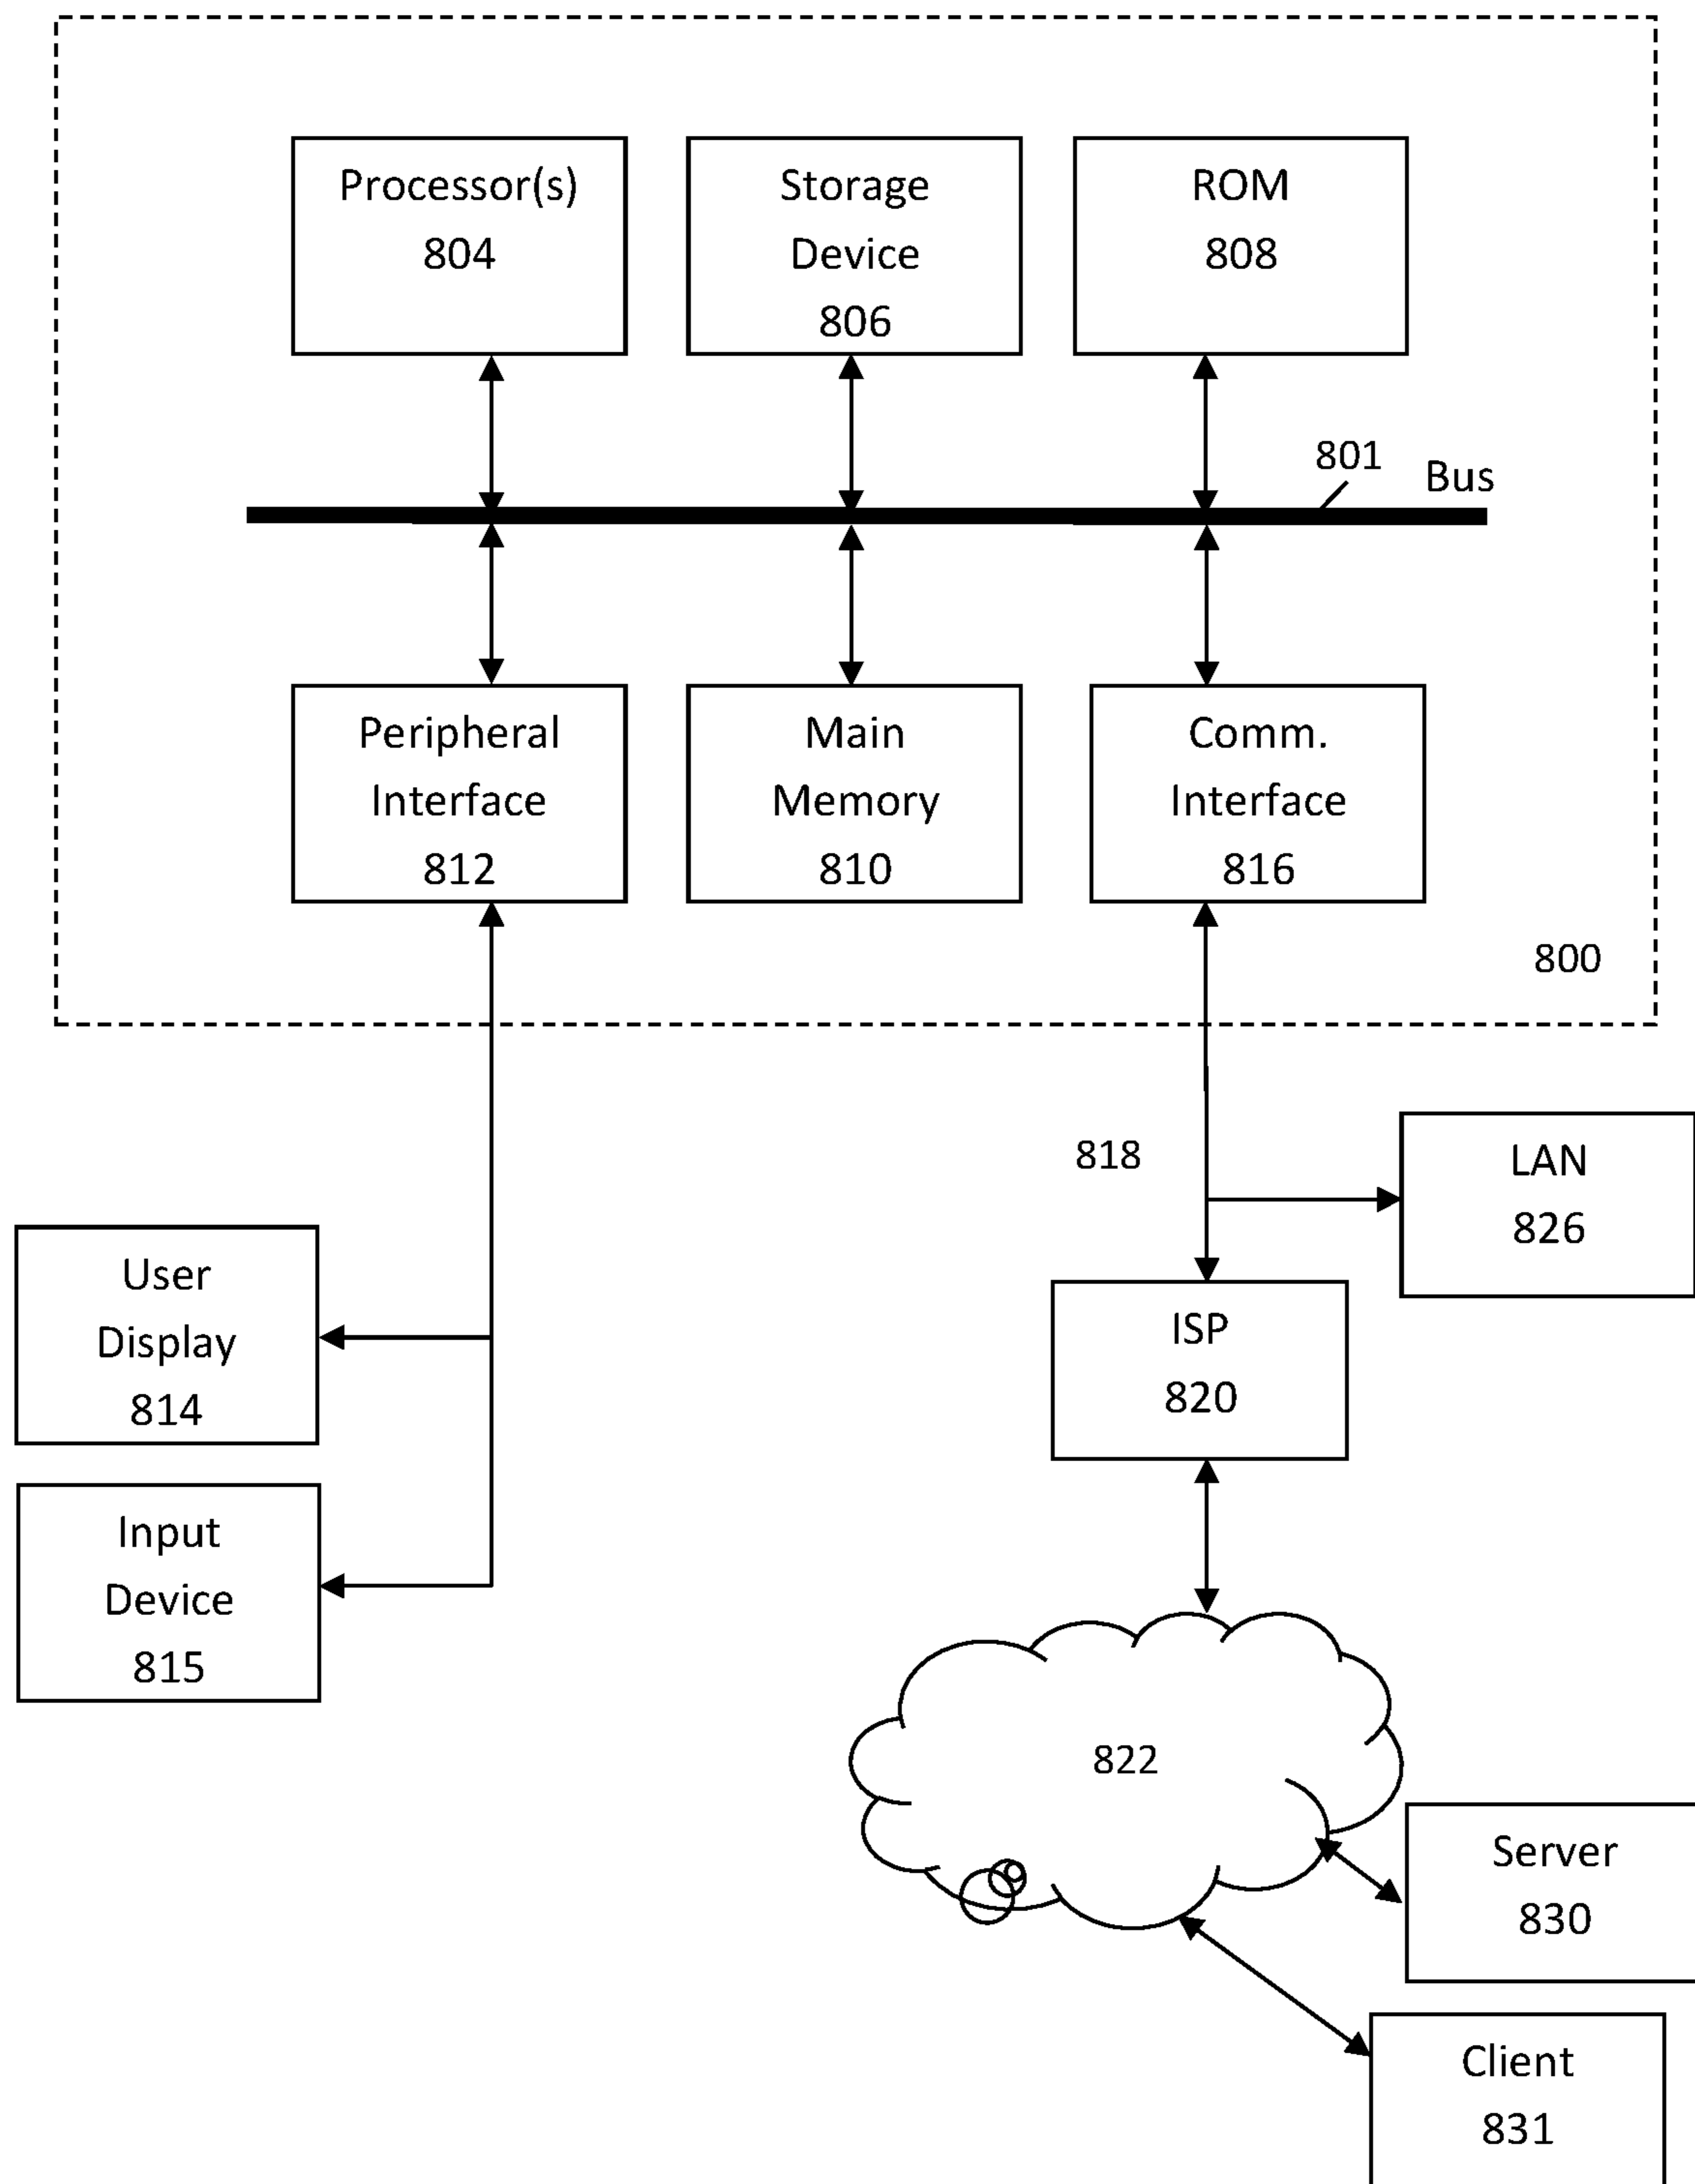 Processor(s)
804
Storage
Device
806
ROM
808
801
Bus
Peripheral
Interface
812
Main
Memory
810
Comm.
Interface
816
800
818
LAN
826
User
Display
814
ISP
820
Input
Device
815
822
Server
830
Client
831